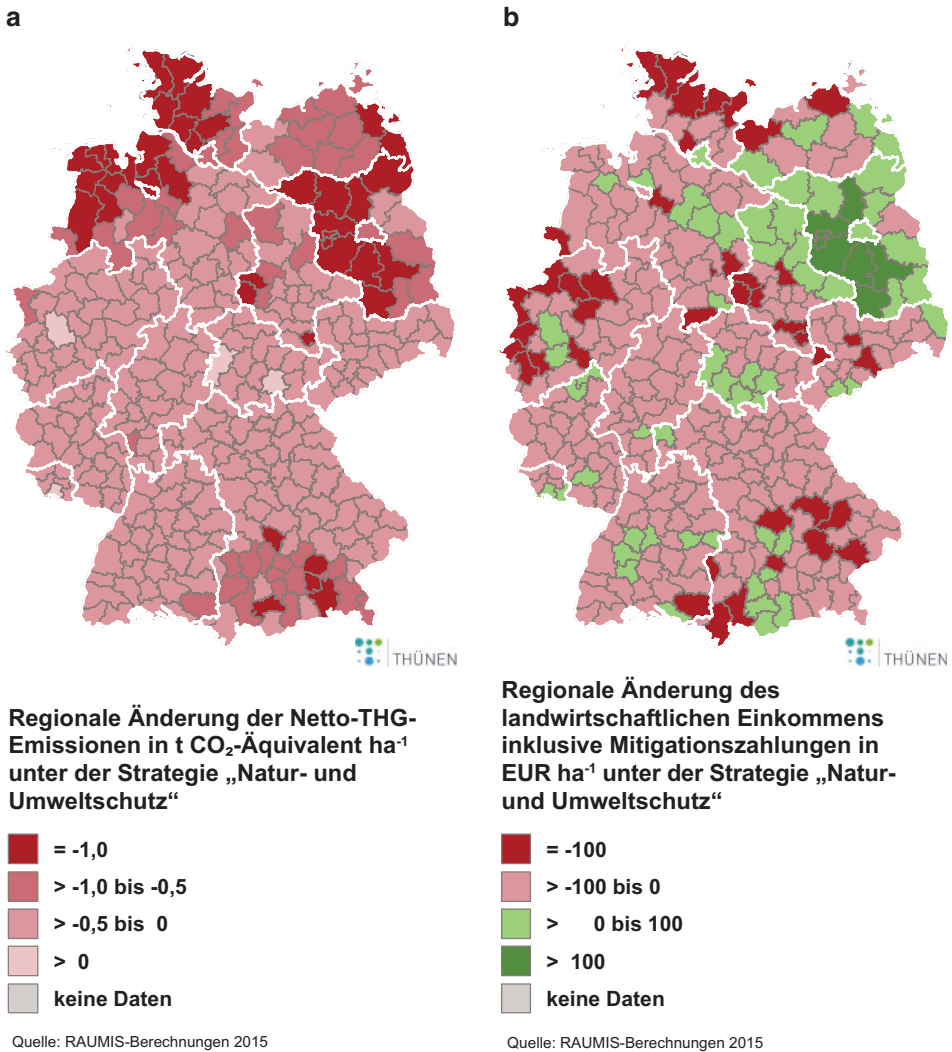 a
THÜNEN
Regionale Änderung der Netto-THG-
Emissionen in t CO₂-Äquivalent ha⁻¹
unter der Strategie „Natur- und
Umweltschutz“
= -1,0
> -1,0 bis -0,5
> -0,5 bis 0
> 0
keine Daten
Quelle: RAUMIS-Berechnungen 2015
b
THÜNEN
Regionale Änderung des
landwirtschaftlichen Einkommens
inklusive Mitigationszahlungen in
EUR ha⁻¹ unter der Strategie „Natur-
und Umweltschutz“
= -100
> -100 bis 0
> 0 bis 100
> 100
keine Daten
Quelle: RAUMIS-Berechnungen 2015